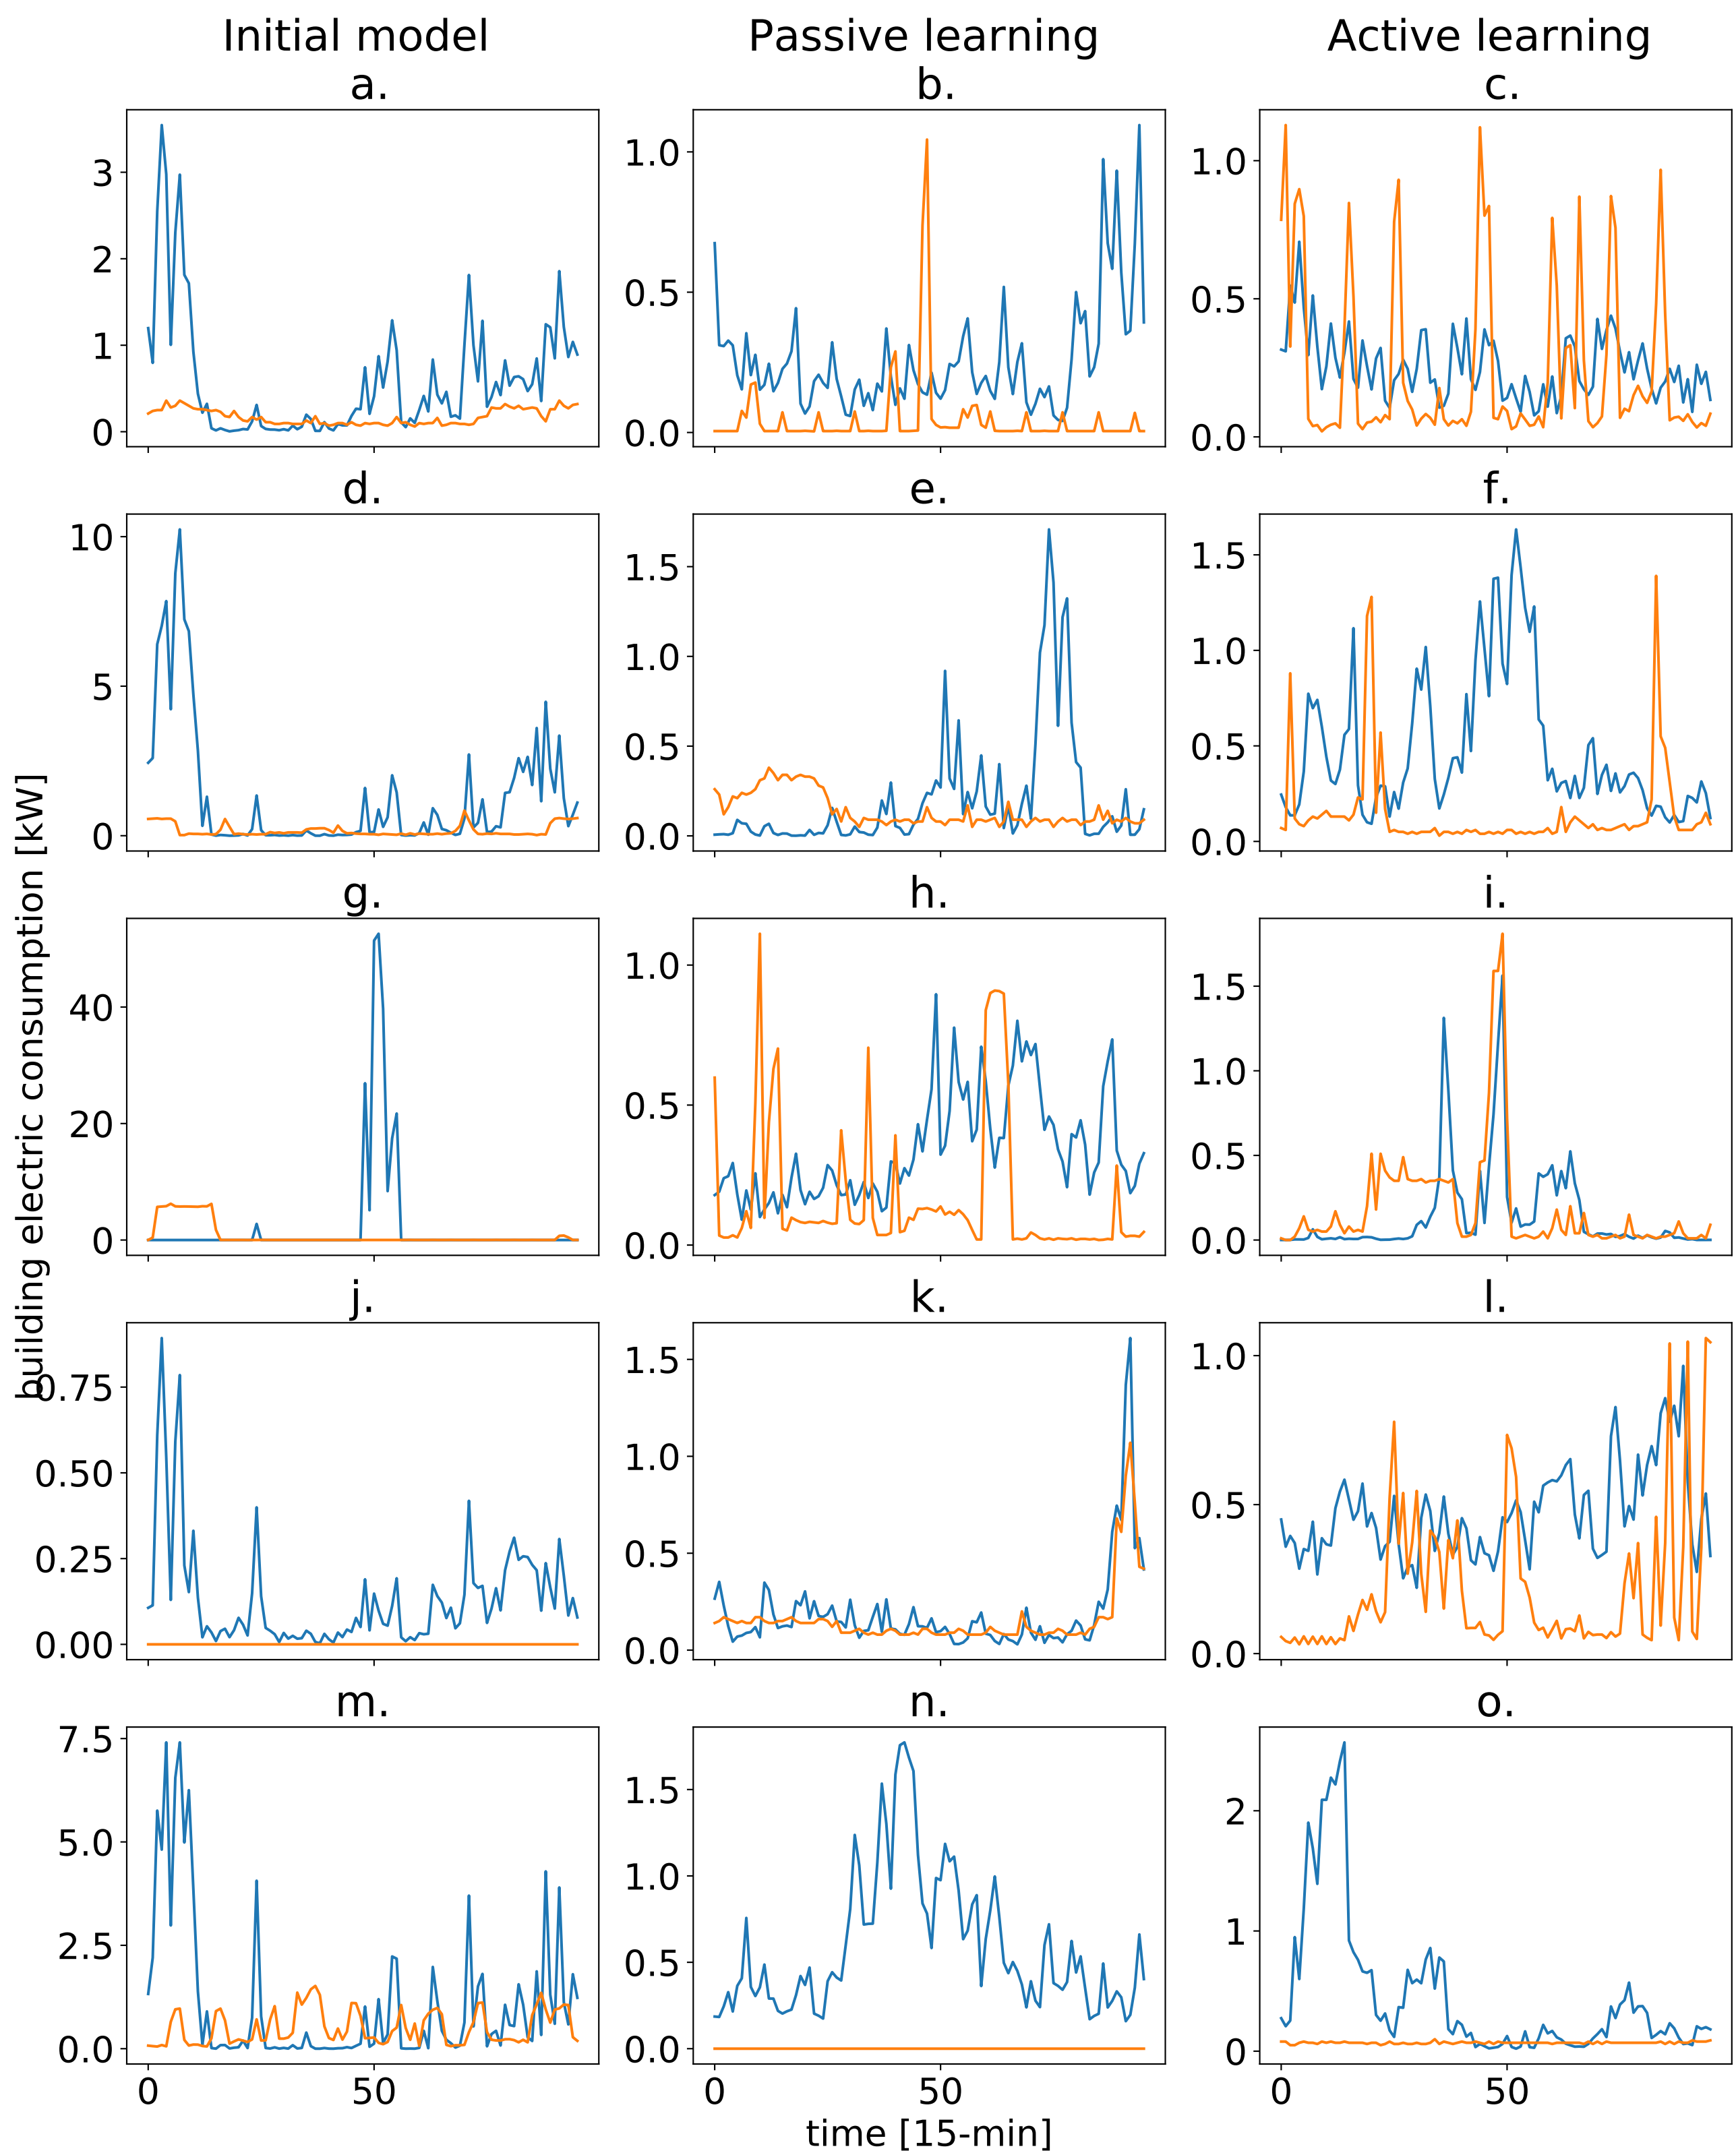 Initial model
Passive learning
Active learning
a.
b.
c.
3
2
1
0
1.0
0.5
0.0
1.0
0.5
0.0
d.
e.
f.
10
5
0
1.5
1.0
0.5
0.0
1.5
1.0
0.5
0.0
building electric consumption [kW]
g.
h.
i.
40
20
0
1.0
0.5
0.0
1.5
1.0
0.5
0.0
j.
k.
l.
0.75
0.50
0.25
0.00
1.5
1.0
0.5
0.0
1.0
0.5
0.0
m.
n.
o.
7.5
5.0
2.5
0.0
1.5
1.0
0.5
0.0
2
1
0
0 50
0 50
0 50
time [15-min]